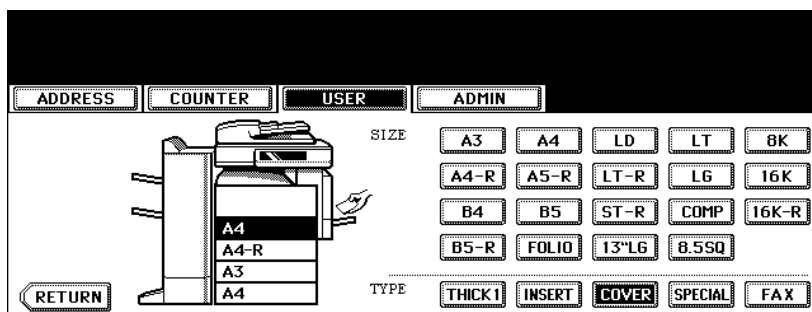 ADDRESS COUNTER USER ADMIN
SIZE A3 A4 LD LT 8K
A4-R A5-R LT-R LG 16K
B4 B5 ST-R COMP 16K-R
A4
A4-R B5-R FOLIO 13"LG 8.5SQ
A3
RETURN A4 TYPE THICK1 INSERT COVER SPECIAL FAX